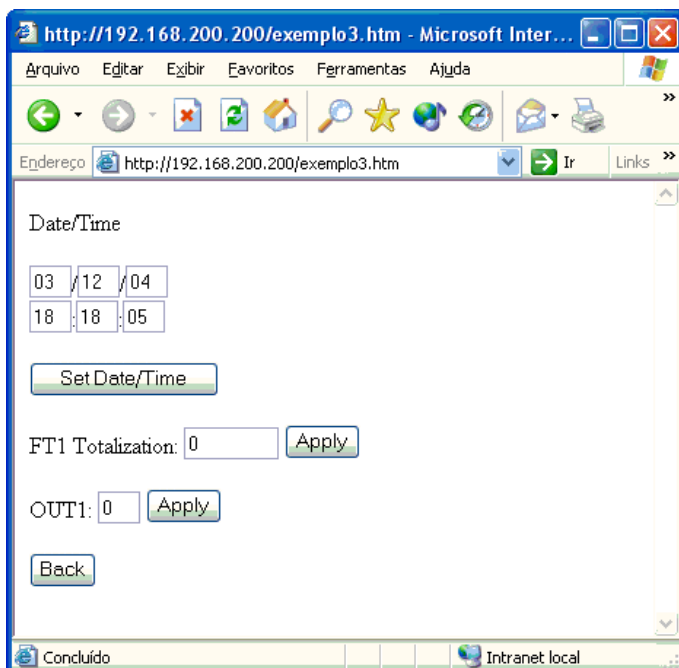 http://192.168.200.200/exemplo3.htm - Microsoft Inter...
Arquivo Editar Exibir Favoritos Ferramentas Ajuda
»
Endereço http://192.168.200.200/exemplo3.htm Ir Links »
Date/Time
03 / 12 / 04
18 : 18 : 05
Set Date/Time
FT1 Totalization: 0 Apply
OUT1: 0 Apply
Back
Concluído Intranet local